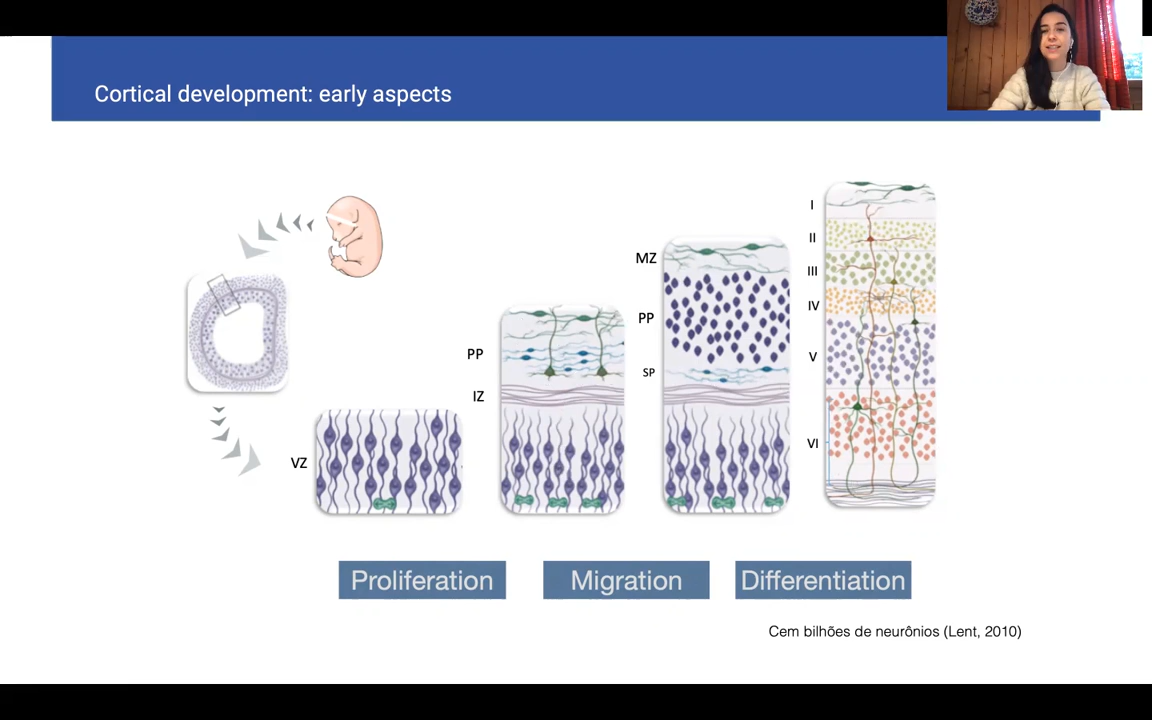 Cortical development: early aspects
VZ
PP
IZ
MZ
PP
SP
I
II
III
IV
V
VI
Proliferation
Migration
Differentiation
Cem bilhões de neurônios (Lent, 2010)